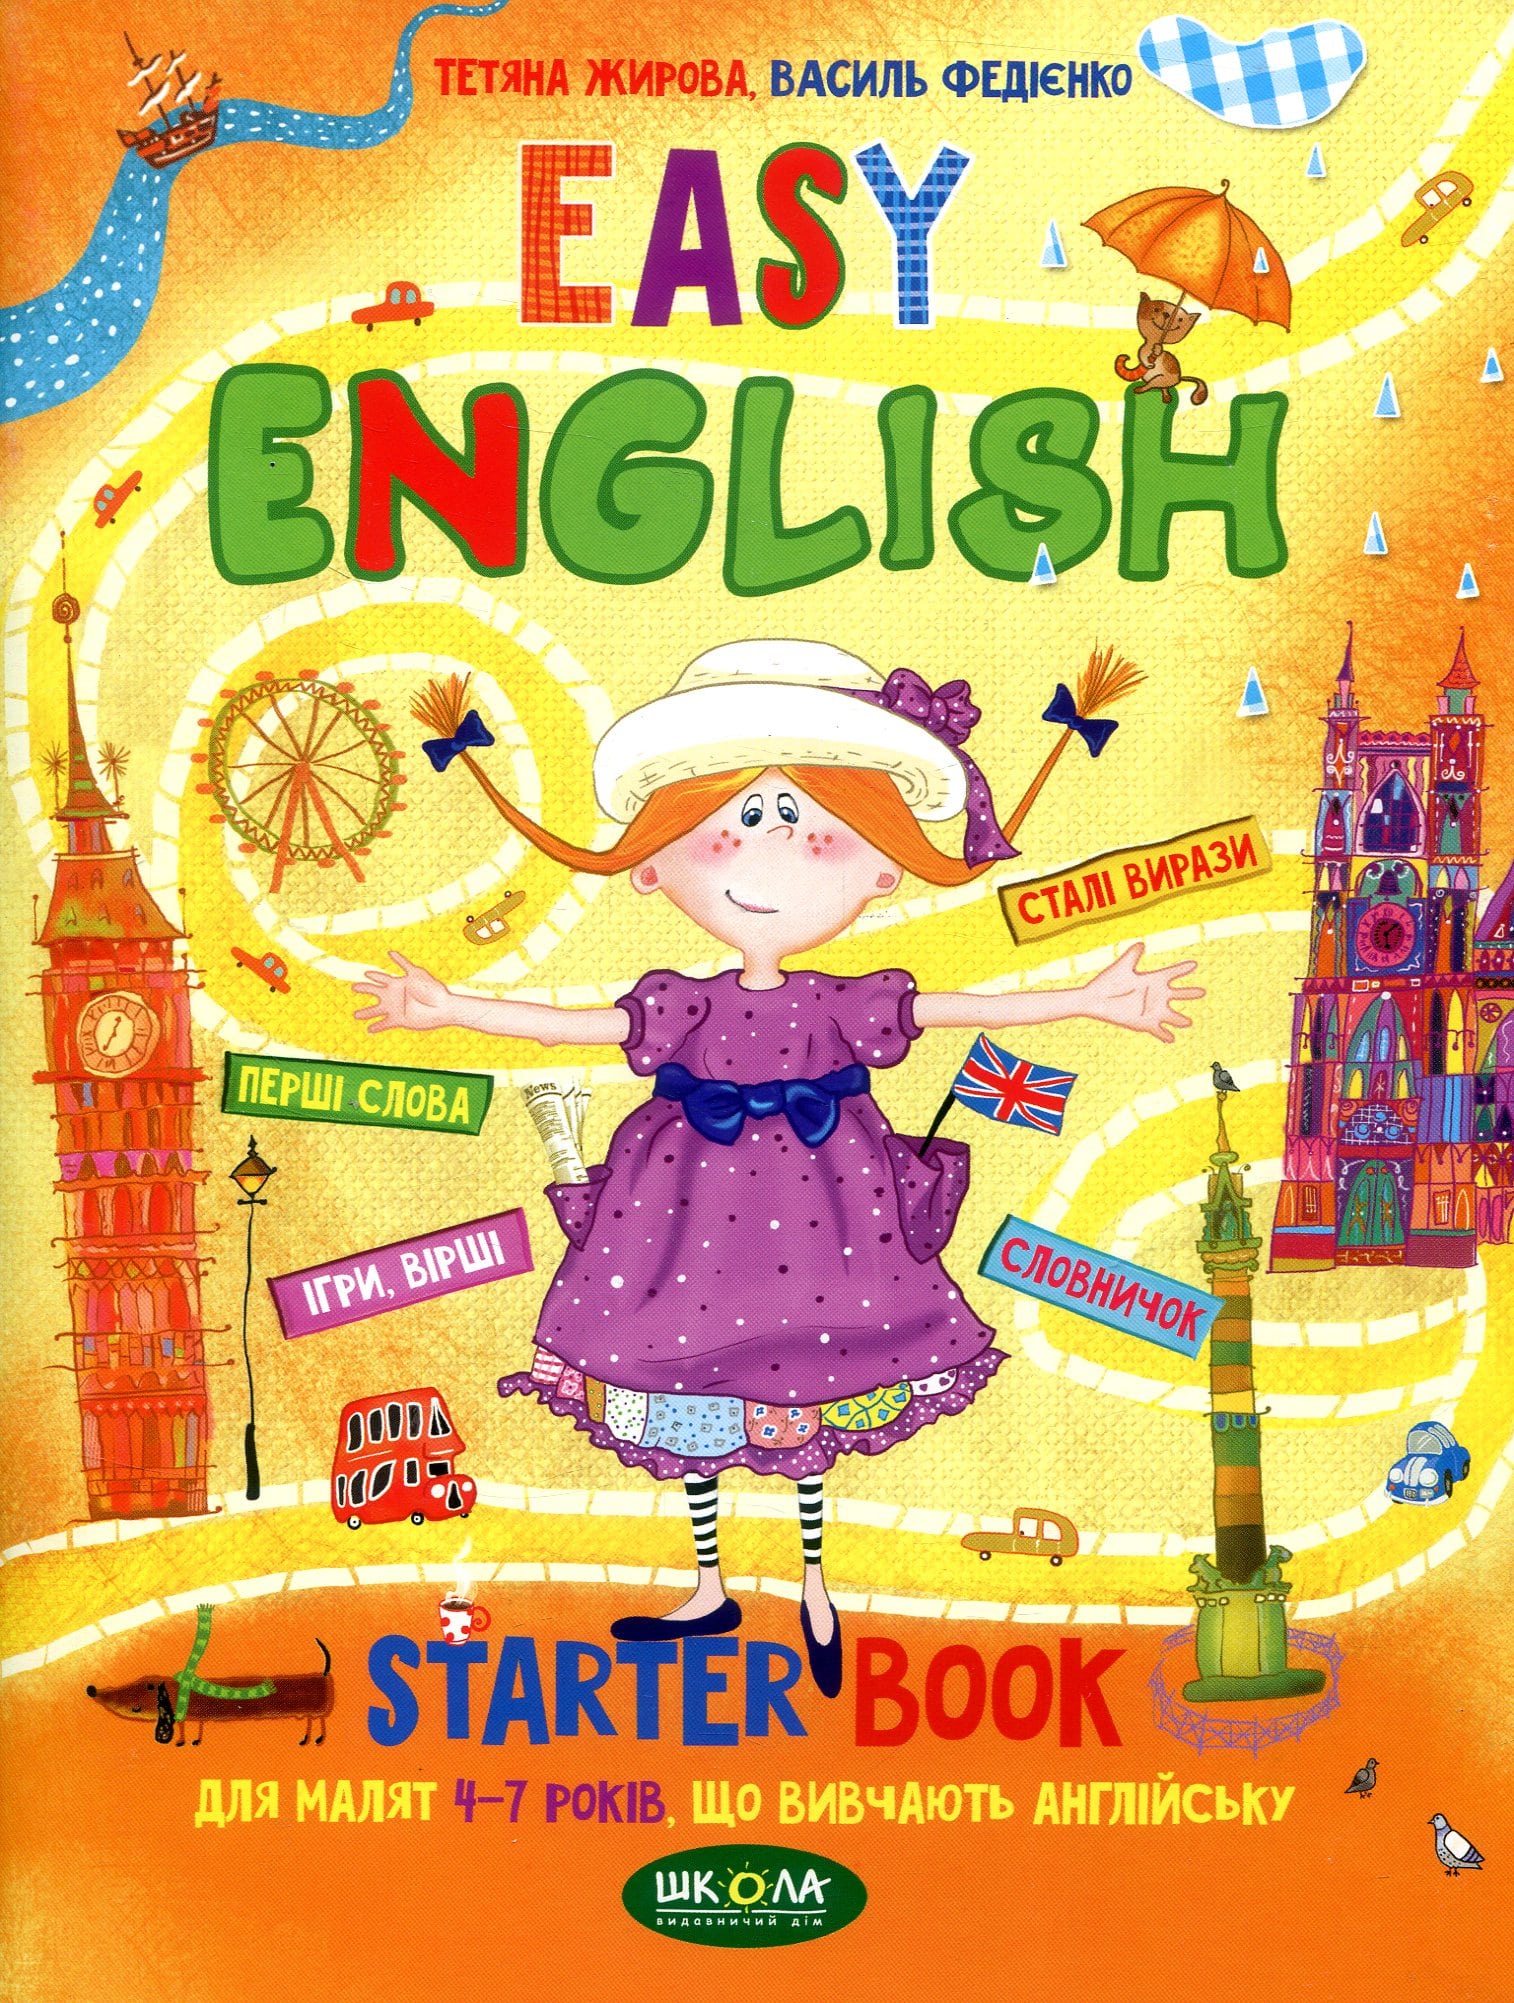 ТЕТЯНА ЖИРОВА, ВАСИЛЬ ФЕДІЄНКО
EASY
ENGLISH
СТАЛІ ВИРАЗИ
ПЕРШІ СЛОВА
News
ІГРИ, ВІРШІ
СЛОВНИЧОК
STARTER BOOK
ДЛЯ МАЛЯТ 4–7 РОКІВ, ЩО ВИВЧАЮТЬ АНГЛІЙСЬКУ
ШКОЛА
видавничий дім